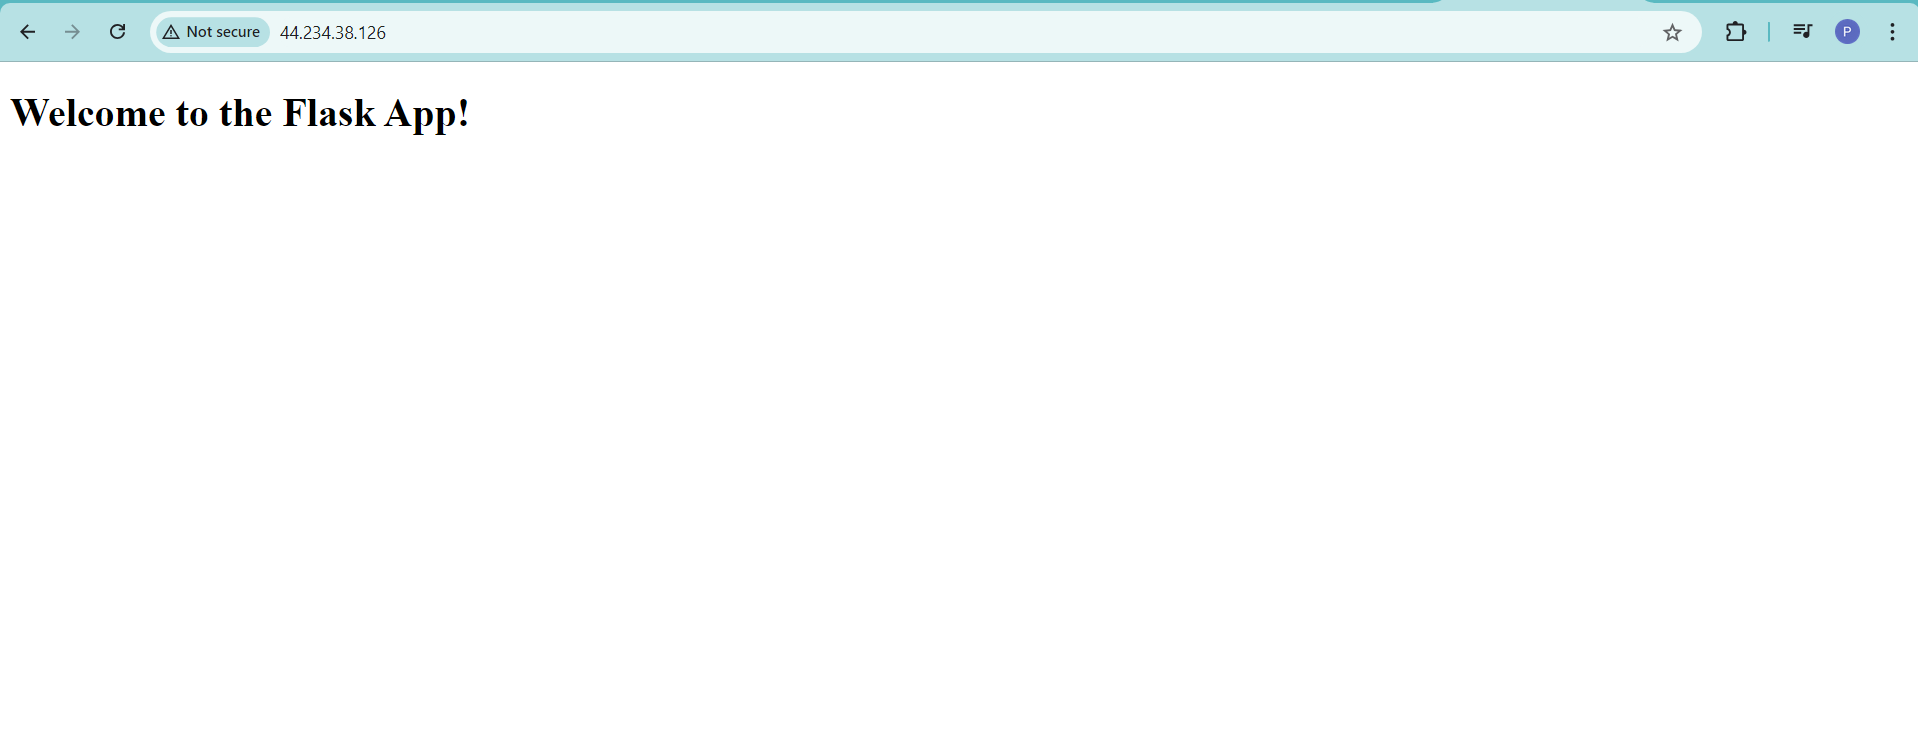 Not secure 44.234.38.126
P
Welcome to the Flask App!